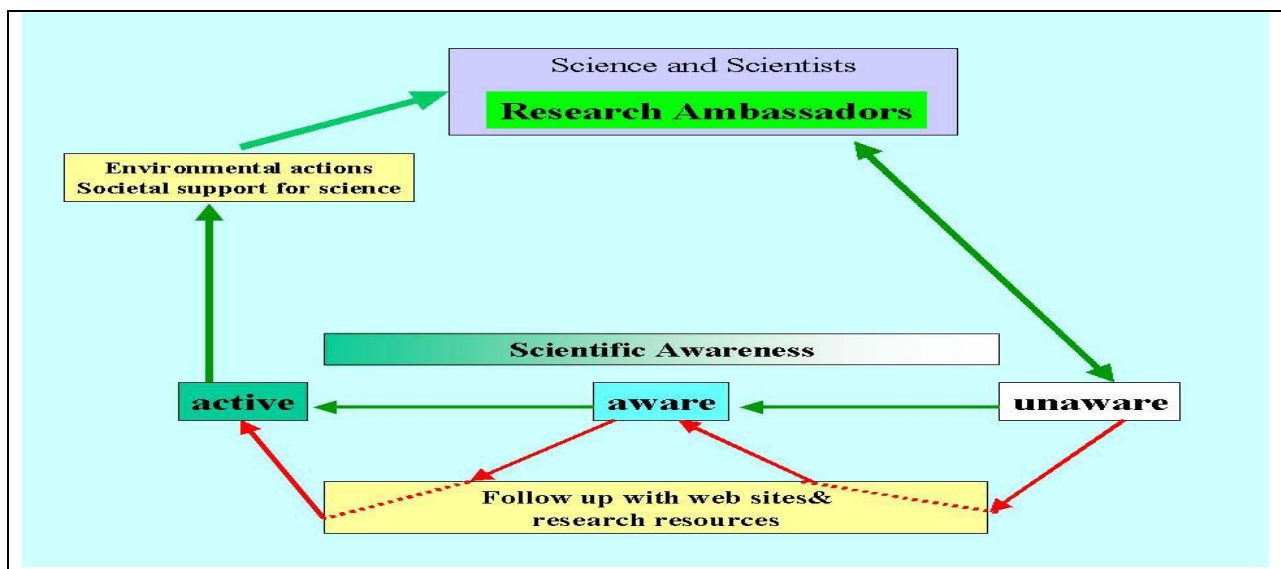 Science and Scientists
Research Ambassadors
Environmental actions
Societal support for science
Scientific Awareness
active
aware
unaware
Follow up with web sites&
research resources